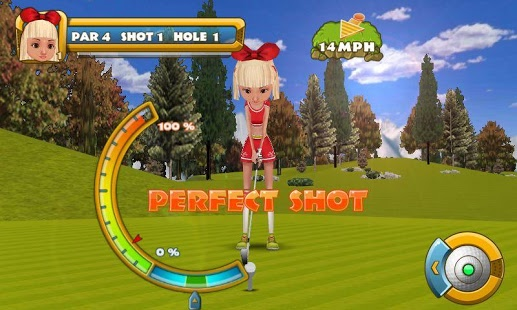 PAR 4 SHOT 1 HOLE 1
14MPH
100 %
PERFECT SHOT
0 %